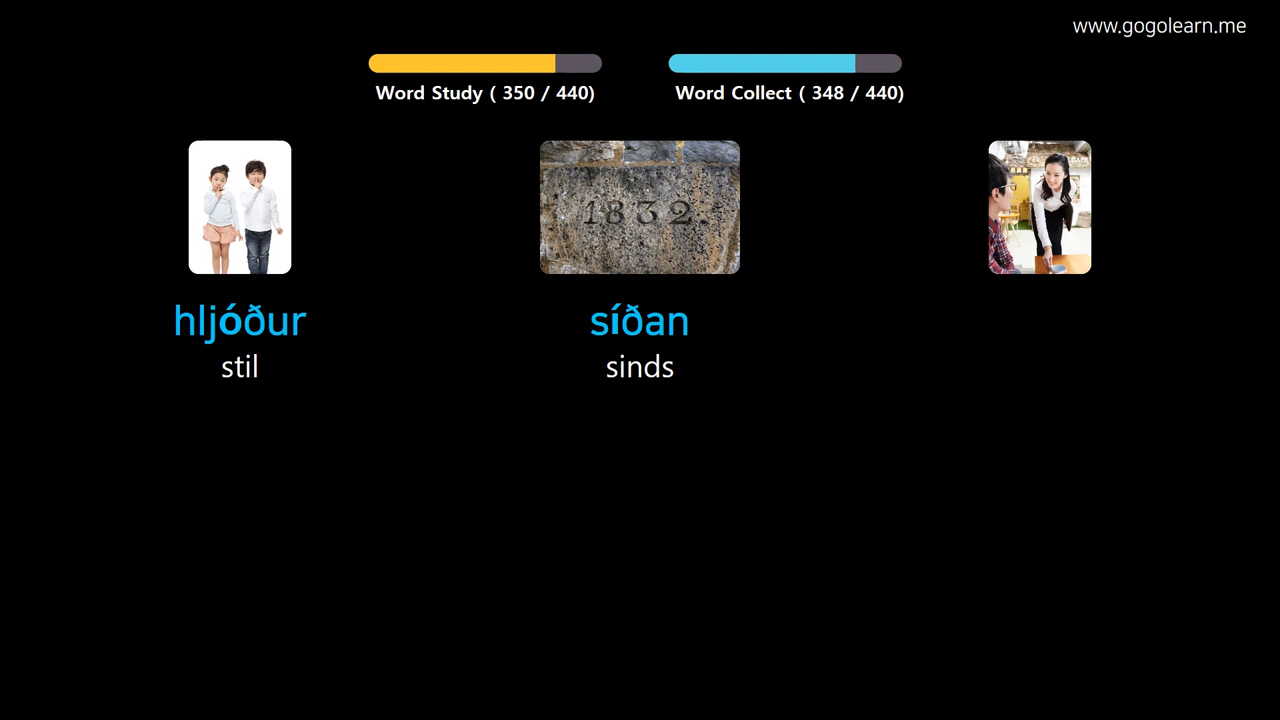 www.gogolearn.me
Word Study ( 350 / 440)
Word Collect ( 348 / 440)
1832.
hljóður
síðan
stil
sinds